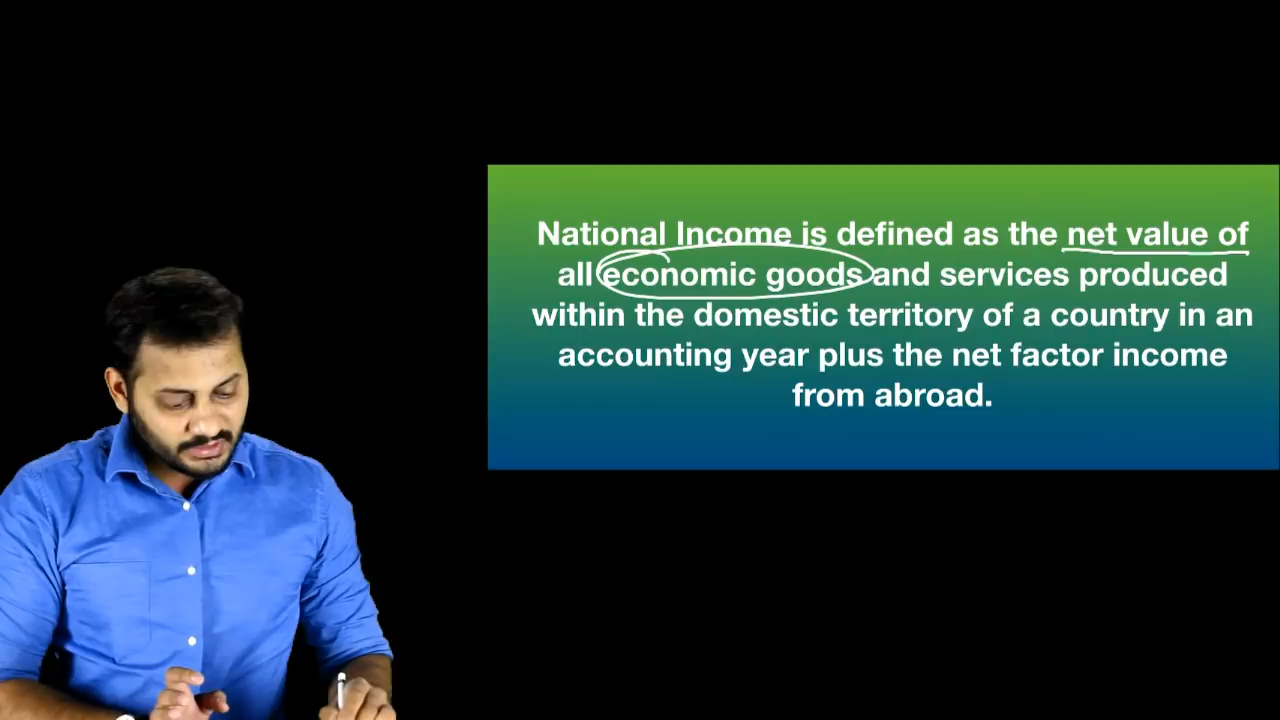 National Income is defined as the net value of
all economic goods and services produced
within the domestic territory of a country in an
accounting year plus the net factor income
from abroad.